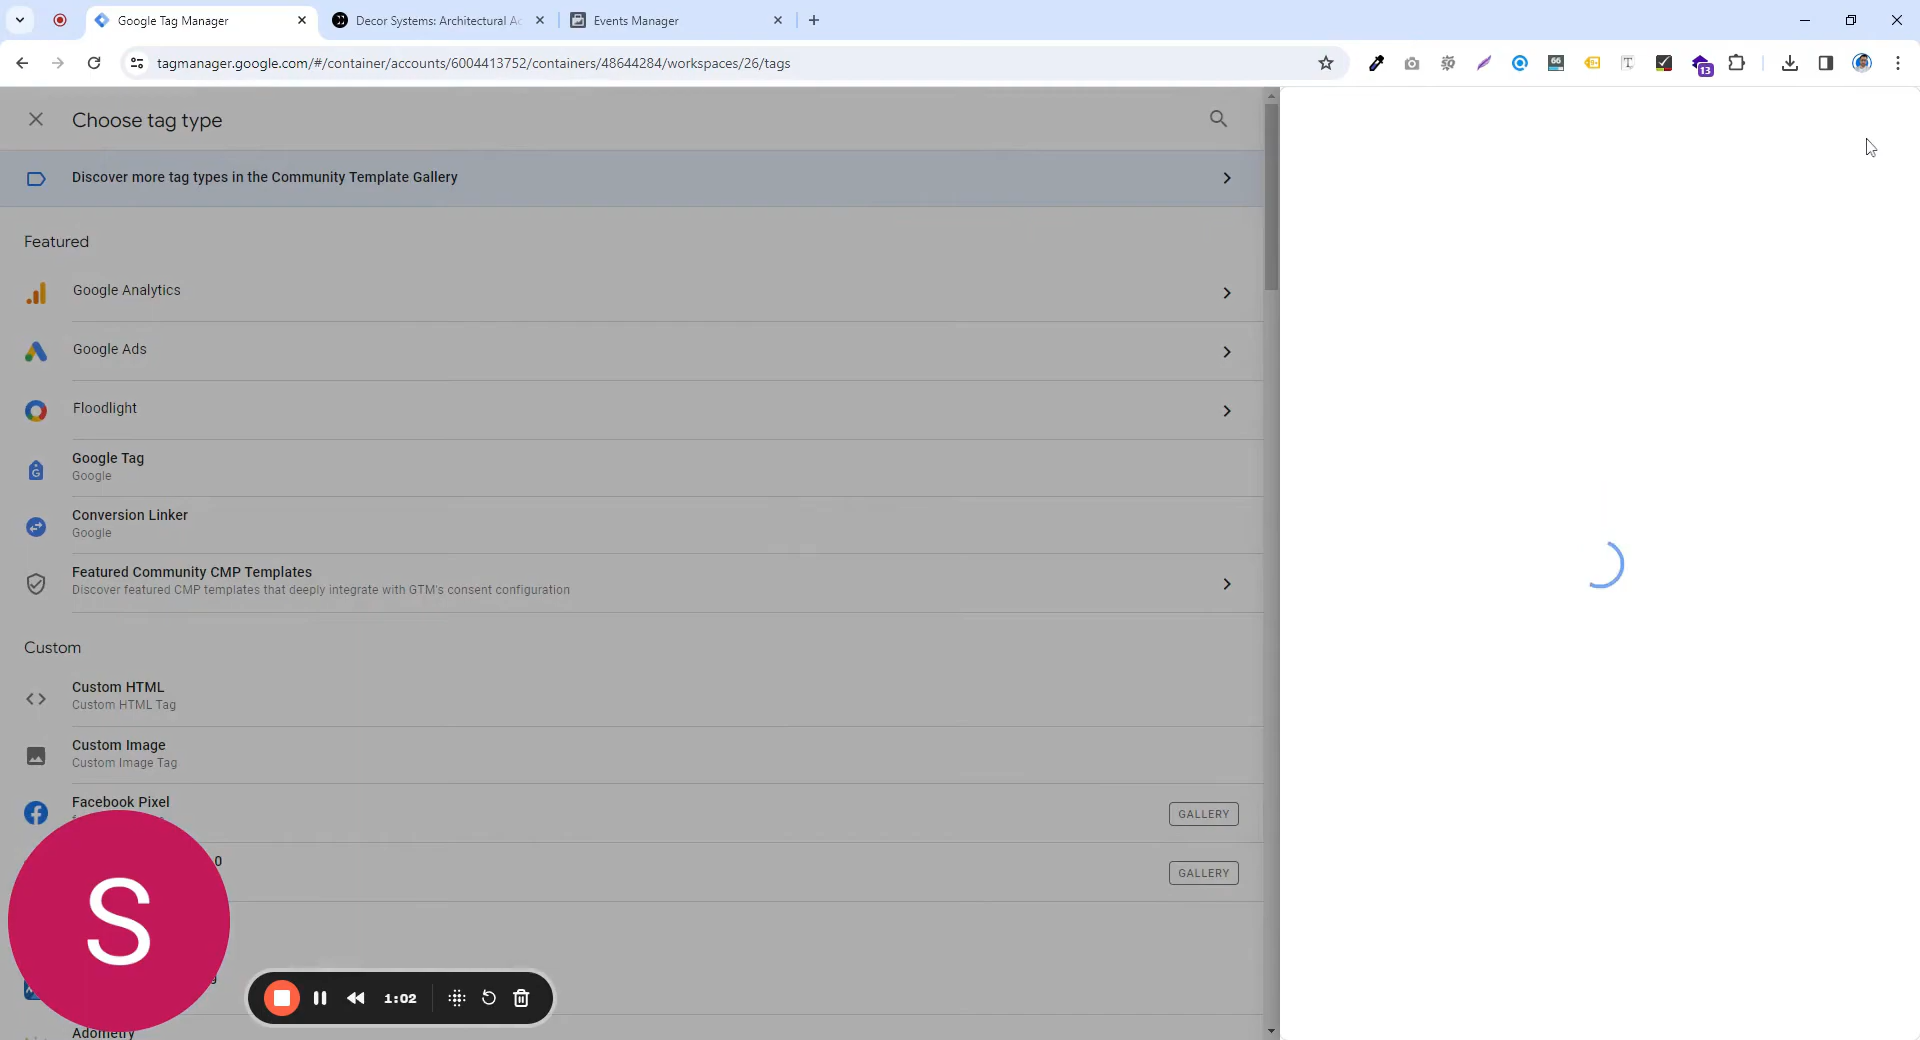 Google Tag Manager
Decor Systems: Architectural Ac
Events Manager
tagmanager.google.com/#/container/accounts/6004413752/containers/48644284/workspaces/26/tags
66
13
Choose tag type
Discover more tag types in the Community Template Gallery
Featured
Google Analytics
Google Ads
Floodlight
Google Tag
Google
Conversion Linker
Google
Featured Community CMP Templates
Discover featured CMP templates that deeply integrate with GTM's consent configuration
Custom
Custom HTML
Custom HTML Tag
Custom Image
Custom Image Tag
Facebook Pixel
GALLERY
0
GALLERY
S
1:02
Adometry